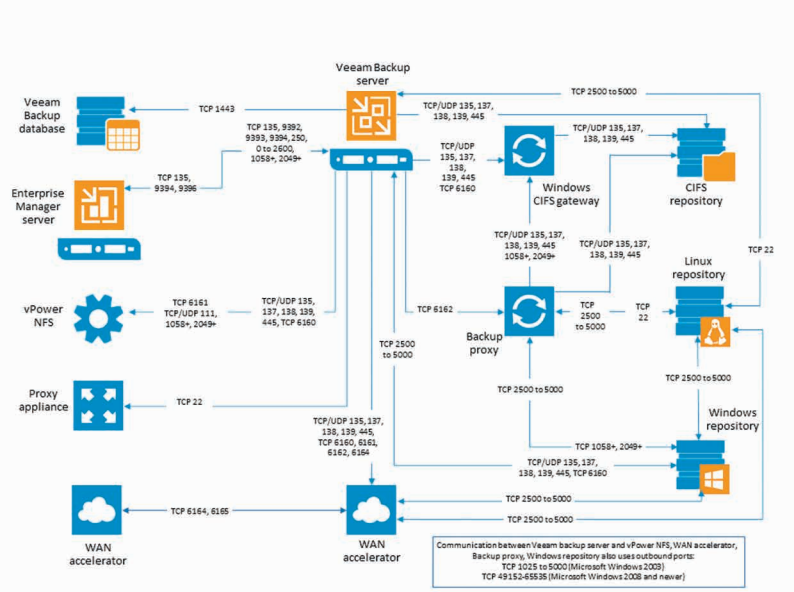 Veeam Backup
server
TCP 2500 to 5000
Veeam
Backup
database
TCP 1443
TCP/UDP 135, 137,
138, 139, 445
TCP 135, 9392,
9393, 9394, 250,
0 to 2600,
1058+, 2049+
TCP/UDP
135, 137,
138,
139, 445
TCP 6160
TCP/UDP 135, 137,
138, 139, 445
Enterprise
Manager
server
TCP 135,
9394, 9396
Windows
CIFS gateway
CIFS
repository
TCP/UDP 135, 137,
138, 139, 445
1058+, 2049+
TCP/UDP 135, 137,
138, 139, 445
TCP 22
Linux
repository
vPower
NFS
TCP 6161
TCP/UDP 111,
1058+, 2049+
TCP/UDP 135,
137, 138, 139,
445, TCP 6160
TCP 6162
TCP
2500
to 5000
TCP
22
Backup
proxy
TCP 2500
to 5000
TCP 2500 to 5000
TCP 2500 to 5000
Proxy
appliance
TCP 22
Windows
repository
TCP/UDP 135, 137,
138, 139, 445,
TCP 6160, 6161,
6162, 6164
TCP 1058+, 2049+
TCP/UDP 135, 137,
138, 139, 445, TCP 6160
TCP 2500 to 5000
TCP 6164, 6165
TCP 2500 to 5000
WAN
accelerator
WAN
accelerator
Communication between Veeam backup server and vPower NFS, WAN accelerator,
Backup proxy, Windows repository also uses outbound ports:
TCP 1025 to 5000 (Microsoft Windows 2003)
TCP 49152-65535 (Microsoft Windows 2008 and newer)